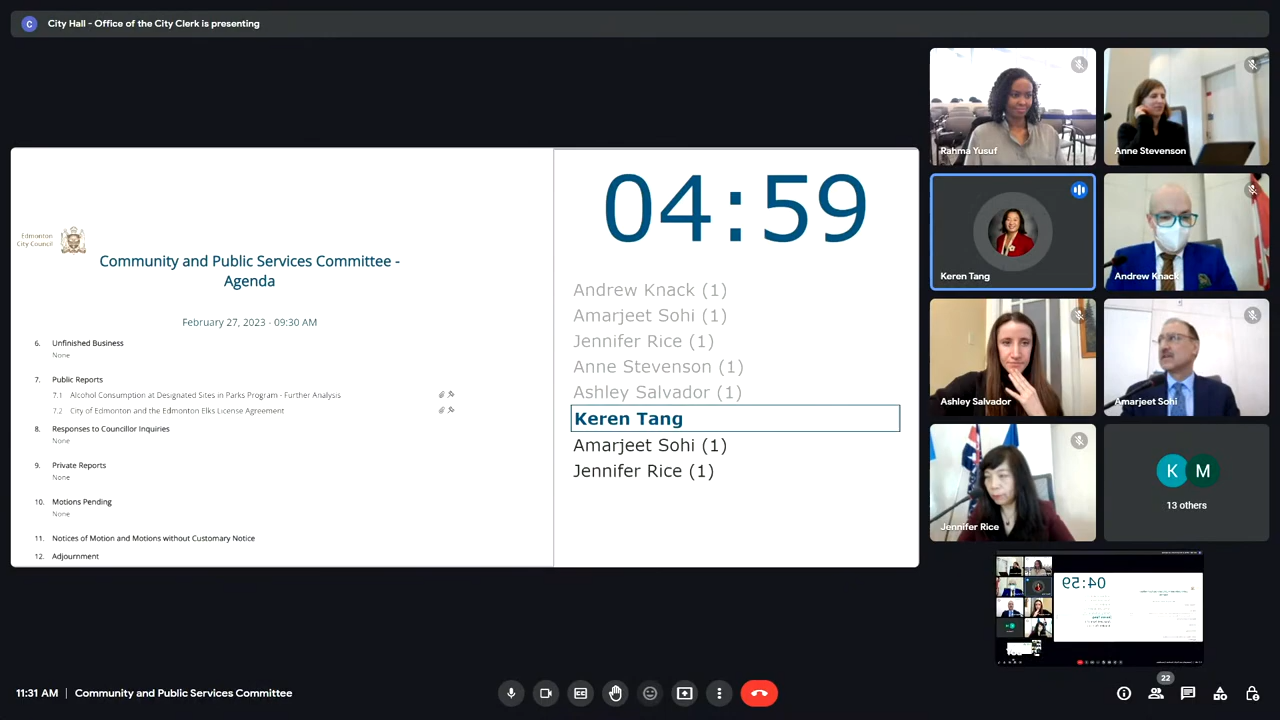 C City Hall - Office of the City Clerk is presenting
Edmonton
City Council
Community and Public Services Committee -
Agenda
February 27, 2023 - 09:30 AM
6. Unfinished Business
None
7. Public Reports
7.1 Alcohol Consumption at Designated Sites in Parks Program - Further Analysis
7.2 City of Edmonton and the Edmonton Elks License Agreement
8. Responses to Councillor Inquiries
None
9. Private Reports
None
10. Motions Pending
None
11. Notices of Motion and Motions without Customary Notice
12. Adjournment
04:59
Andrew Knack (1)
Amarjeet Sohi (1)
Jennifer Rice (1)
Anne Stevenson (1)
Ashley Salvador (1)
Keren Tang
Amarjeet Sohi (1)
Jennifer Rice (1)
Rahma Yusuf
Anne Stevenson
Keren Tang
Andrew Knack
Ashley Salvador
Amarjeet Sohi
Jennifer Rice
K M
13 others
04:59
11:31 AM | Community and Public Services Committee
22